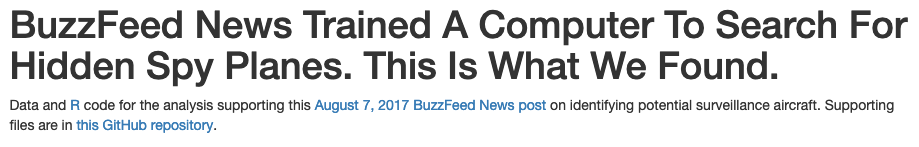 BuzzFeed News Trained A Computer To Search For
Hidden Spy Planes. This Is What We Found.
Data and R code for the analysis supporting this August 7, 2017 BuzzFeed News post on identifying potential surveillance aircraft. Supporting
files are in this GitHub repository.